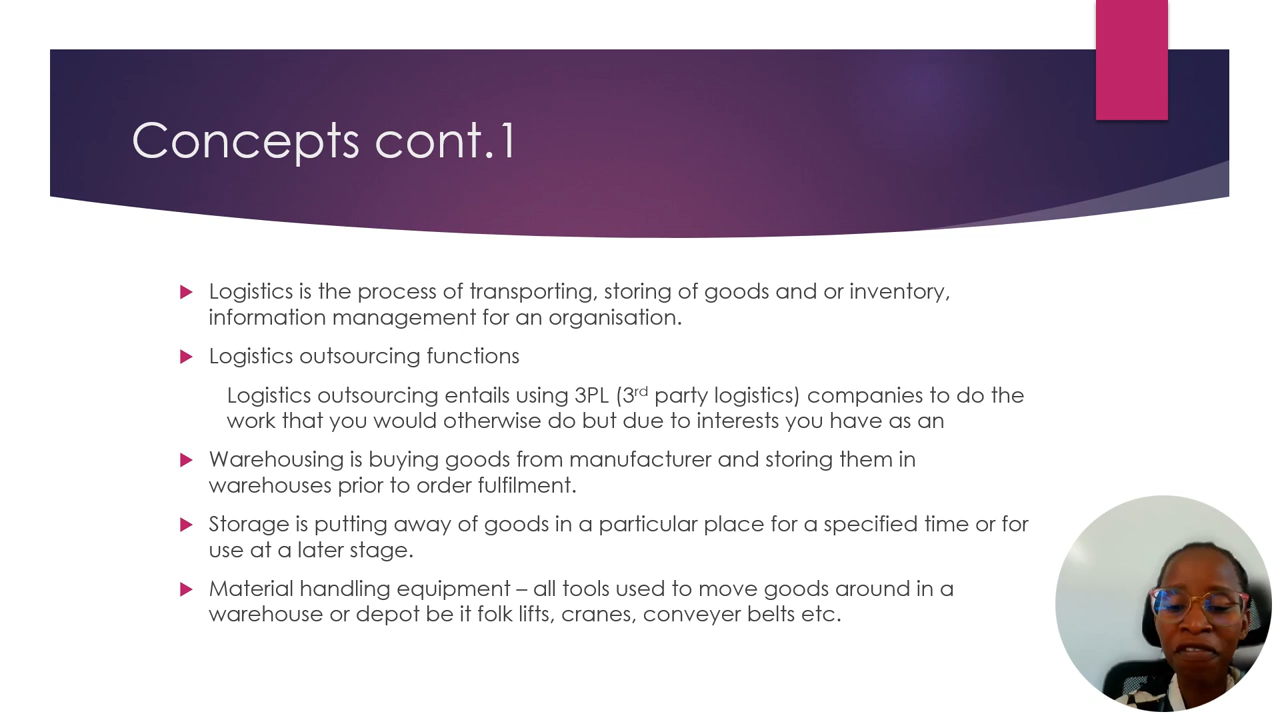 Concepts cont.1
Logistics is the process of transporting, storing of goods and or inventory,
information management for an organisation.
Logistics outsourcing functions
Logistics outsourcing entails using 3PL (3rd party logistics) companies to do the
work that you would otherwise do but due to interests you have as an
Warehousing is buying goods from manufacturer and storing them in
warehouses prior to order fulfilment.
Storage is putting away of goods in a particular place for a specified time or for
use at a later stage.
Material handling equipment – all tools used to move goods around in a
warehouse or depot be it folk lifts, cranes, conveyer belts etc.